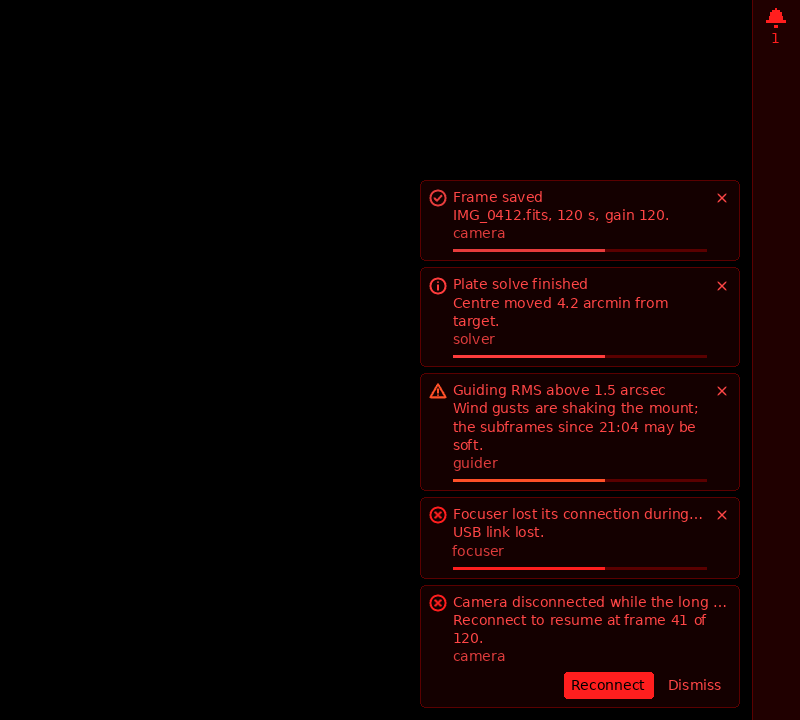 1
Frame saved
IMG_0412.fits, 120 s, gain 120.
camera
Plate solve finished
Centre moved 4.2 arcmin from
target.
solver
Guiding RMS above 1.5 arcsec
Wind gusts are shaking the mount;
the subframes since 21:04 may be
soft.
guider
Focuser lost its connection during…
USB link lost.
focuser
Camera disconnected while the long …
Reconnect to resume at frame 41 of
120.
camera
Reconnect Dismiss